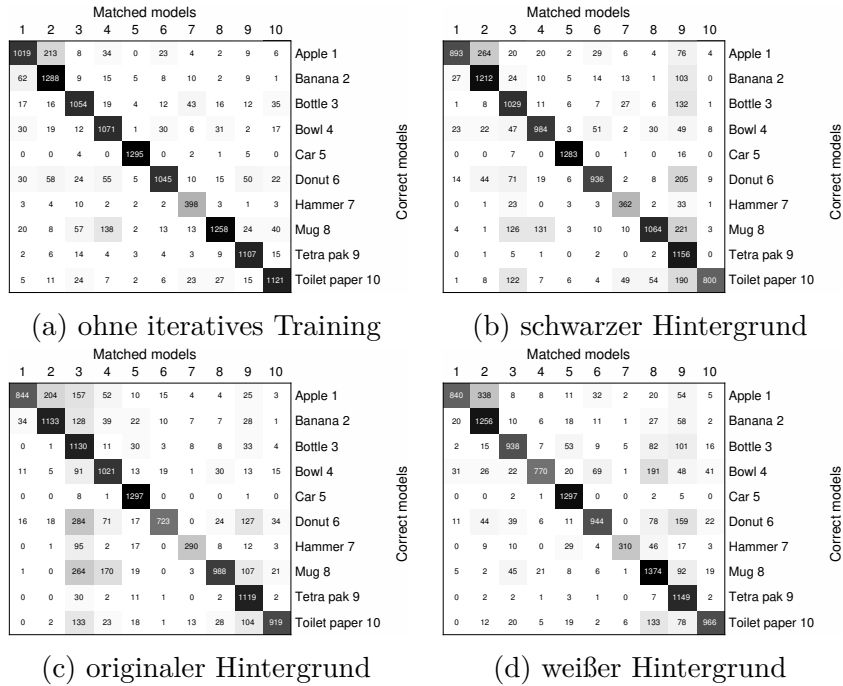 Matched models
1 2 3 4 5 6 7 8 9 10
1019 213 8 34 0 23 4 2 9 6 Apple 1
62 1288 9 15 5 8 10 2 9 1 Banana 2
17 16 1054 19 4 12 43 16 12 35 Bottle 3
30 19 12 1071 1 30 6 31 2 17 Bowl 4
0 0 4 0 1295 0 2 1 5 0 Car 5
30 58 24 55 5 1045 10 15 50 22 Donut 6
3 4 10 2 2 2 398 3 1 3 Hammer 7
20 8 57 138 2 13 13 1258 24 40 Mug 8
2 6 14 4 3 4 3 9 1107 15 Tetra pak 9
5 11 24 7 2 6 23 27 15 1121 Toilet paper 10
Correct models
(a) ohne iteratives Training
Matched models
1 2 3 4 5 6 7 8 9 10
893 264 20 20 2 29 6 4 76 4 Apple 1
27 1212 24 10 5 14 13 1 103 0 Banana 2
1 8 1029 11 6 7 27 6 132 1 Bottle 3
23 22 47 984 3 51 2 30 49 8 Bowl 4
0 0 7 0 1283 0 1 0 16 0 Car 5
14 44 71 19 6 936 2 8 205 9 Donut 6
0 1 23 0 3 3 362 2 33 1 Hammer 7
4 1 126 131 3 10 10 1064 221 3 Mug 8
0 1 5 1 0 2 0 2 1156 0 Tetra pak 9
1 8 122 7 6 4 49 54 190 800 Toilet paper 10
Correct models
(b) schwarzer Hintergrund
Matched models
1 2 3 4 5 6 7 8 9 10
844 204 157 52 10 15 4 4 25 3 Apple 1
34 1133 128 39 22 10 7 7 28 1 Banana 2
0 1 1130 11 30 3 8 8 33 4 Bottle 3
11 5 91 1021 13 19 1 30 13 15 Bowl 4
0 0 8 1 1297 0 0 1 0 0 Car 5
16 18 284 71 17 723 0 24 127 34 Donut 6
0 1 95 2 17 0 290 8 12 3 Hammer 7
1 0 264 170 19 0 3 988 107 21 Mug 8
0 0 30 2 11 1 0 2 1119 2 Tetra pak 9
0 2 133 23 18 1 13 28 104 919 Toilet paper 10
Correct models
(c) originaler Hintergrund
Matched models
1 2 3 4 5 6 7 8 9 10
840 338 8 8 11 32 2 20 54 5 Apple 1
20 1256 10 6 18 11 1 27 58 2 Banana 2
2 15 938 7 53 9 5 82 101 16 Bottle 3
31 26 22 770 20 69 1 191 48 41 Bowl 4
0 0 2 1 1297 0 0 2 5 0 Car 5
11 44 39 6 11 944 0 78 159 22 Donut 6
0 9 10 0 29 4 310 46 17 3 Hammer 7
5 2 45 21 8 6 1 1374 92 19 Mug 8
0 2 2 1 3 1 0 7 1149 2 Tetra pak 9
0 12 20 5 19 2 6 133 78 966 Toilet paper 10
Correct models
(d) weißer Hintergrund